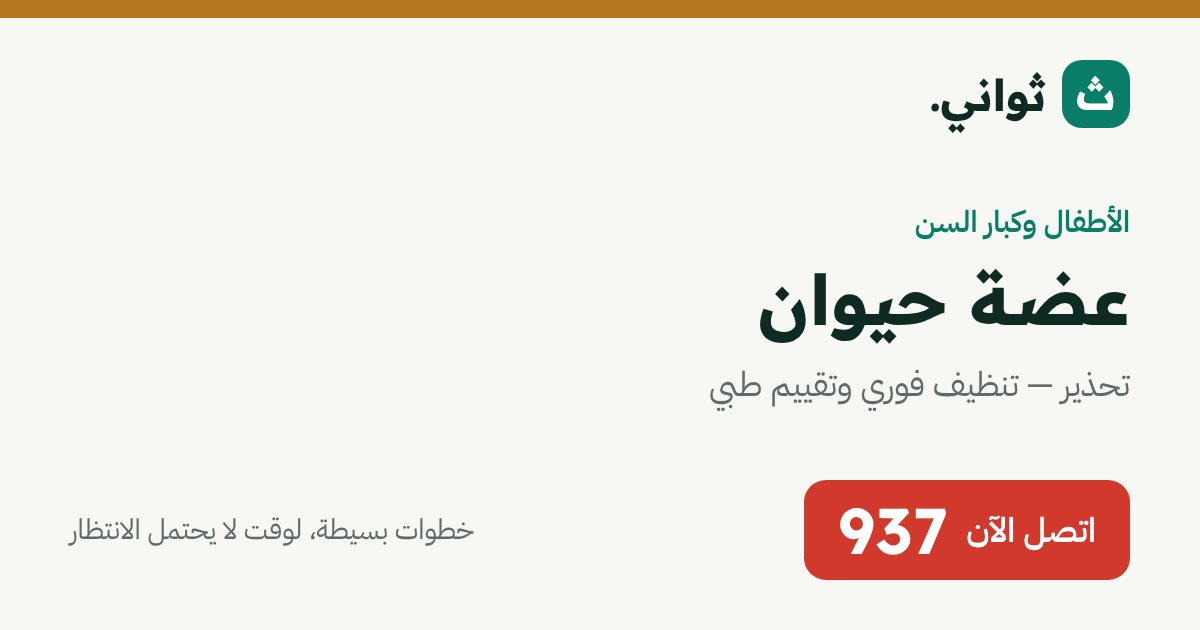 ث ثواني.
الأطفال وكبار السن
عضة حيوان
تحذير — تنظيف فوري وتقييم طبي
اتصل الآن 937
خطوات بسيطة، لوقت لا يحتمل الانتظار